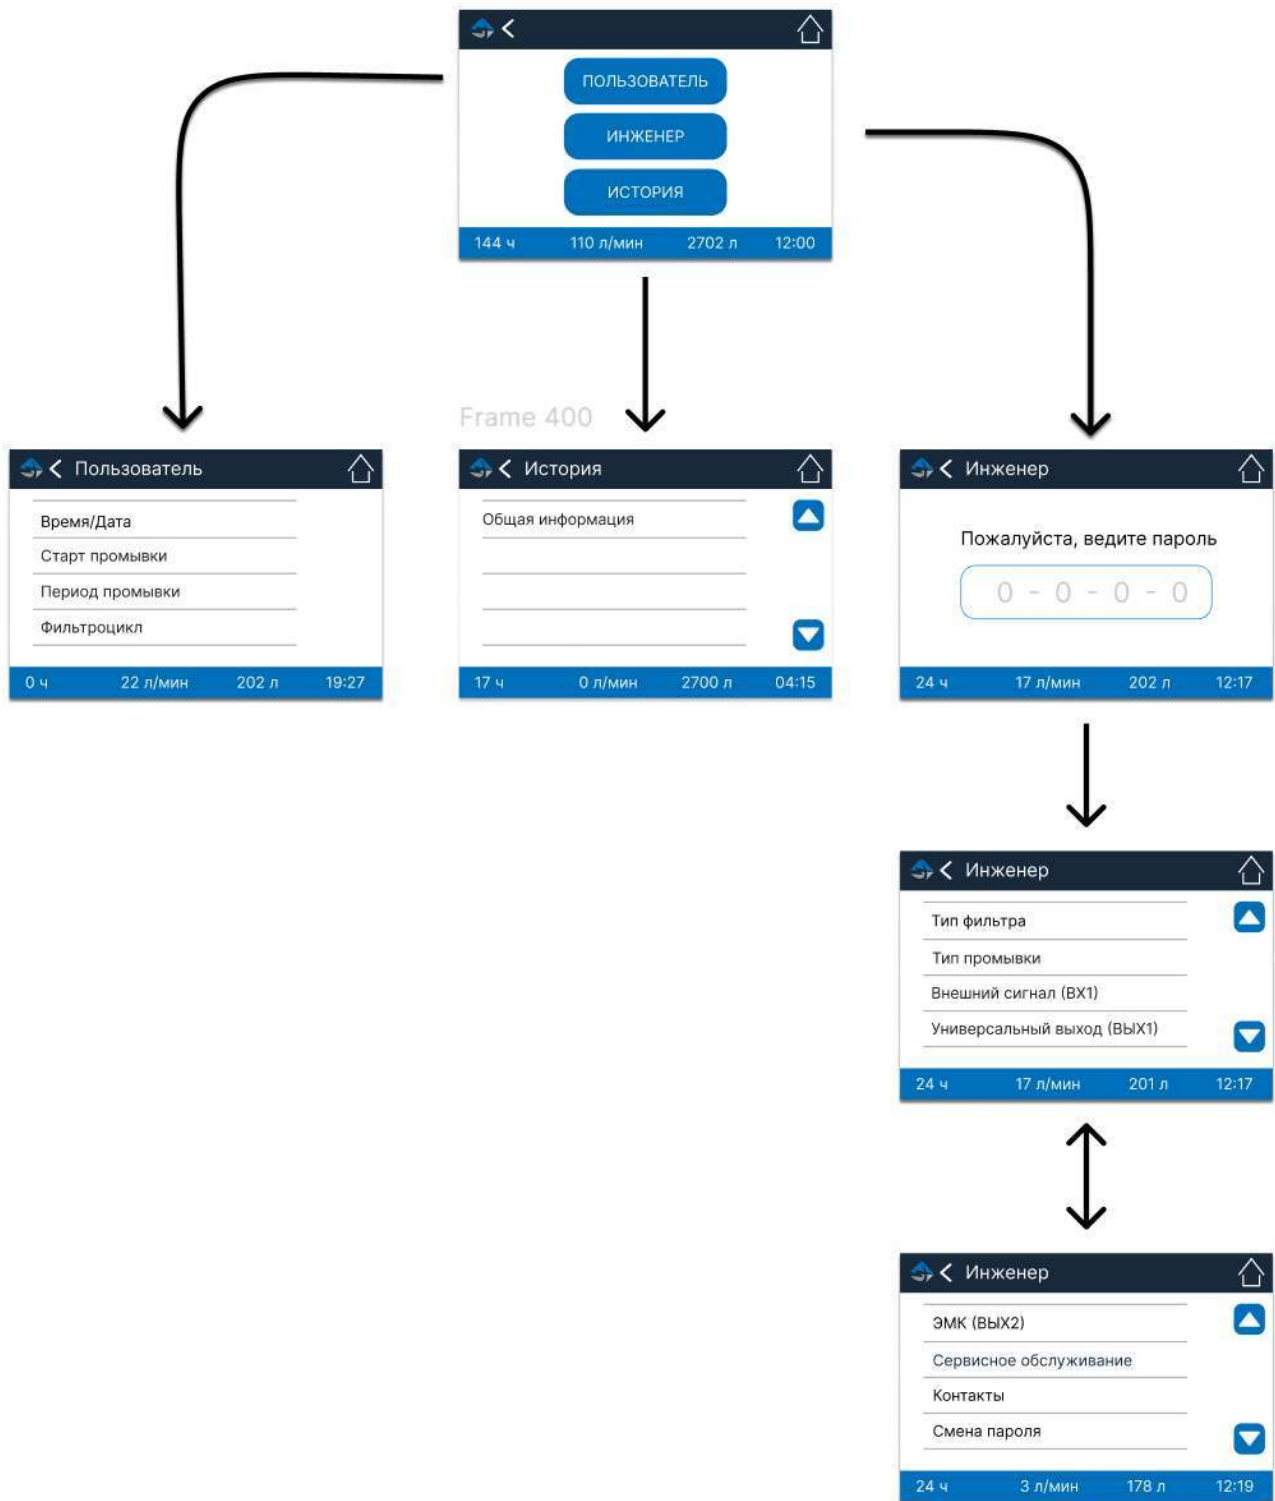 ПОЛЬЗОВАТЕЛЬ
ИНЖЕНЕР
ИСТОРИЯ
144 ч 110 л/мин 2702 л 12:00
Frame 400
Пользователь
Время/Дата
Старт промывки
Период промывки
Фильтроцикл
0 ч 22 л/мин 202 л 19:27
История
Общая информация
17 ч 0 л/мин 2700 л 04:15
Инженер
Пожалуйста, ведите пароль
0 - 0 - 0 - 0
24 ч 17 л/мин 202 л 12:17
Инженер
Тип фильтра
Тип промывки
Внешний сигнал (ВХ1)
Универсальный выход (ВЫХ1)
24 ч 17 л/мин 201 л 12:17
Инженер
ЭМК (ВЫХ2)
Сервисное обслуживание
Контакты
Смена пароля
24 ч 3 л/мин 178 л 12:19